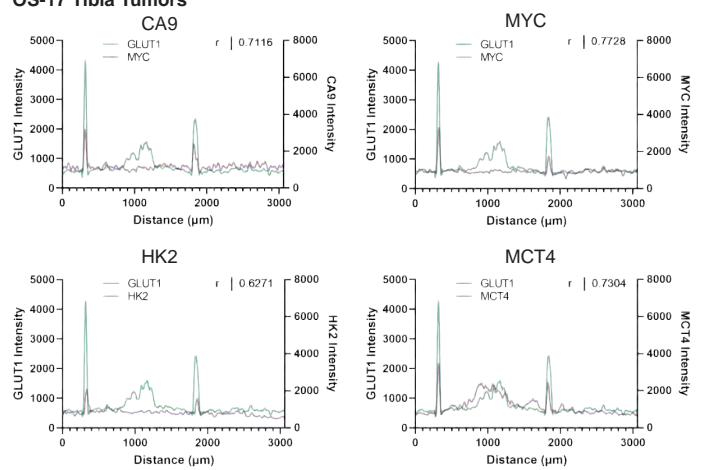 OS-17 Tibia Tumors
CA9
5000
4000
3000
2000
1000
0
GLUT1 Intensity
GLUT1
MYC
r | 0.7116
8000
6000
4000
2000
0
CA9 Intensity
0 1000 2000 3000
Distance (µm)
MYC
5000
4000
3000
2000
1000
0
GLUT1 Intensity
GLUT1
MYC
r | 0.7728
8000
6000
4000
2000
0
MYC Intensity
0 1000 2000 3000
Distance (µm)
HK2
5000
4000
3000
2000
1000
0
GLUT1 Intensity
GLUT1
HK2
r | 0.6271
8000
6000
4000
2000
0
HK2 Intensity
0 1000 2000 3000
Distance (µm)
MCT4
5000
4000
3000
2000
1000
0
GLUT1 Intensity
GLUT1
MCT4
r | 0.7304
8000
6000
4000
2000
0
MCT4 Intensity
0 1000 2000 3000
Distance (µm)